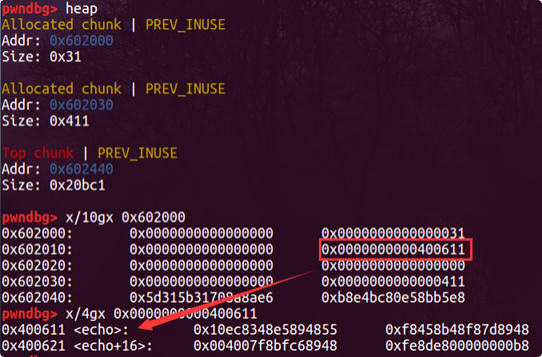 pwndbg> heap
Allocated chunk | PREV_INUSE
Addr: 0x602000
Size: 0x31
Allocated chunk | PREV_INUSE
Addr: 0x602030
Size: 0x411
Top chunk | PREV_INUSE
Addr: 0x602440
Size: 0x20bc1
pwndbg> x/10gx 0x602000
0x602000: 0x0000000000000000 0x0000000000000031
0x602010: 0x0000000000000000 0x0000000000400611
0x602020: 0x0000000000000000 0x0000000000000000
0x602030: 0x0000000000000000 0x0000000000000411
0x602040: 0xb8e4bc80e58bb5e8
pwndbg> x/4gx 0x0000000000400611
0x400611 <echo>: 0x10ec8348e5894855 0xf8458b48f87d8948
0x400621 <echo+16>: 0x004007f8bfc68948 0xfe8de800000000b8